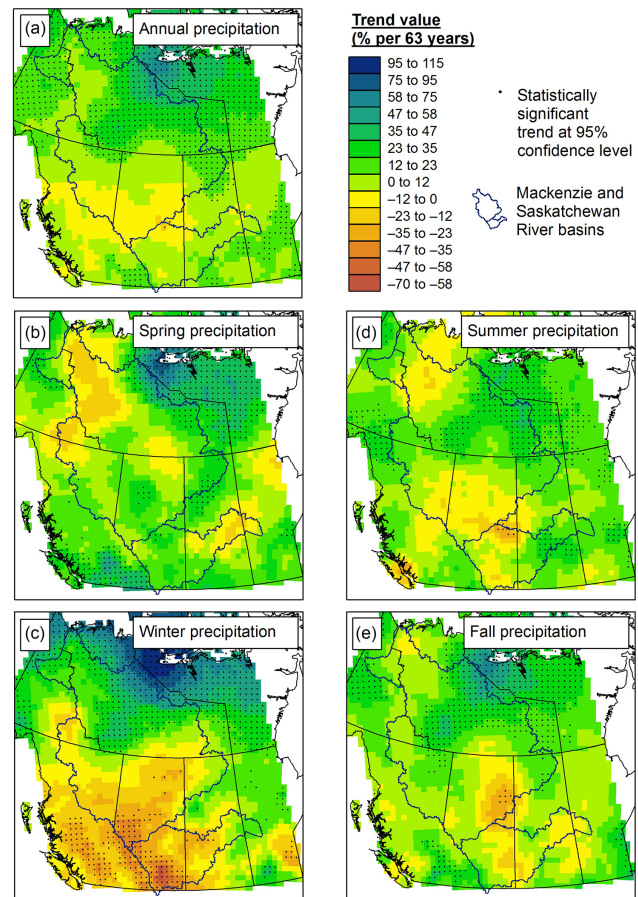 (a)
Annual precipitation
Trend value
(% per 63 years)
95 to 115
75 to 95
58 to 75
47 to 58
35 to 47
23 to 35
12 to 23
0 to 12
−12 to 0
−23 to −12
−35 to −23
−47 to −35
−47 to −58
−70 to −58
Statistically
significant
trend at 95%
confidence level
Mackenzie and
Saskatchewan
River basins
(b)
Spring precipitation
(d)
Summer precipitation
(c)
Winter precipitation
(e)
Fall precipitation